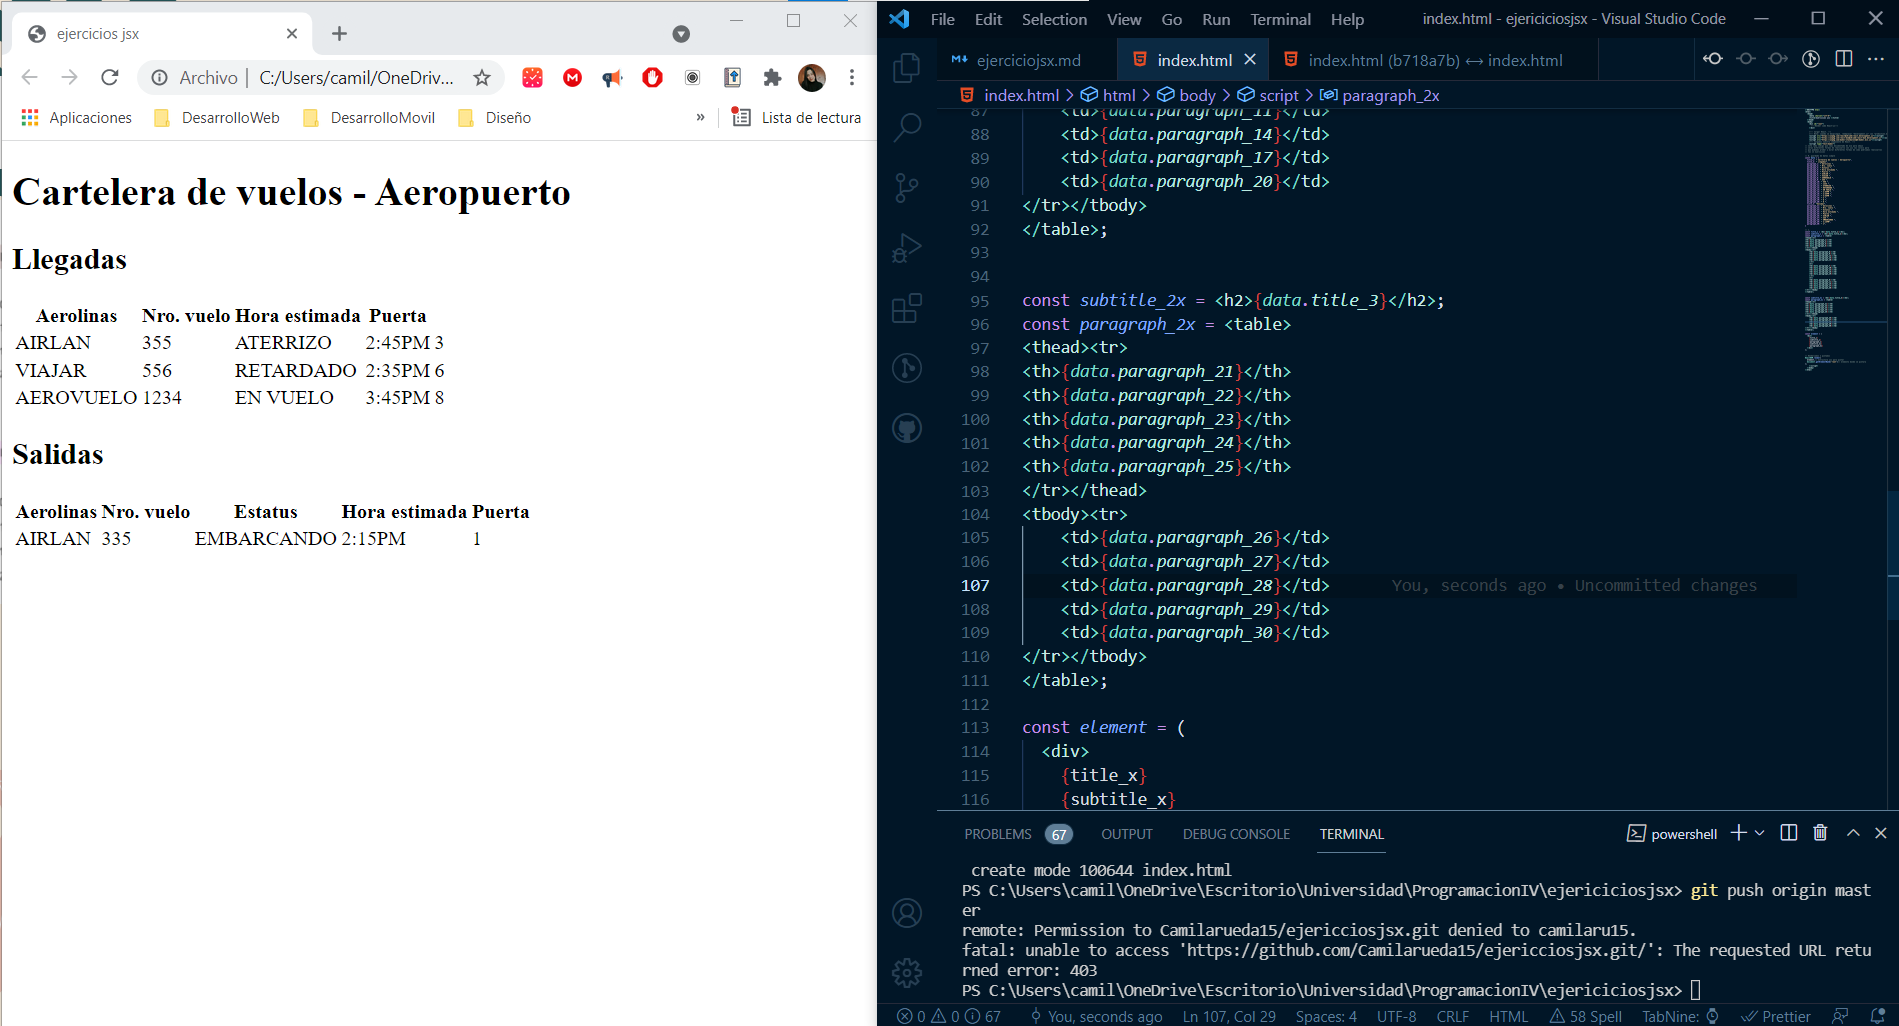 ejercicios jsx
Archivo | C:/Users/camil/OneDriv...
Aplicaciones DesarrolloWeb DesarrolloMovil Diseño » Lista de lectura
Cartelera de vuelos - Aeropuerto
Llegadas
Aerolinas Nro. vuelo Hora estimada Puerta
AIRLAN 355 ATERRIZO 2:45PM 3
VIAJAR 556 RETARDADO 2:35PM 6
AEROVUELO 1234 EN VUELO 3:45PM 8
Salidas
Aerolinas Nro. vuelo Estatus Hora estimada Puerta
AIRLAN 335 EMBARCANDO 2:15PM 1
File Edit Selection View Go Run Terminal Help index.html - ejericiciosjsx - Visual Studio Code
ejerciciojsx.md index.html index.html (b718a7b) ↔ index.html
index.html > html > body > script > paragraph_2x
87 <td>{data.paragraph_11}</td>
88 <td>{data.paragraph_14}</td>
89 <td>{data.paragraph_17}</td>
90 <td>{data.paragraph_20}</td>
91 </tr></tbody>
92 </table>;
93
94
95 const subtitle_2x = <h2>{data.title_3}</h2>;
96 const paragraph_2x = <table>
97 <thead><tr>
98 <th>{data.paragraph_21}</th>
99 <th>{data.paragraph_22}</th>
100 <th>{data.paragraph_23}</th>
101 <th>{data.paragraph_24}</th>
102 <th>{data.paragraph_25}</th>
103 </tr></thead>
104 <tbody><tr>
105 <td>{data.paragraph_26}</td>
106 <td>{data.paragraph_27}</td>
107 <td>{data.paragraph_28}</td> You, seconds ago • Uncommitted changes
108 <td>{data.paragraph_29}</td>
109 <td>{data.paragraph_30}</td>
110 </tr></tbody>
111 </table>;
112
113 const element = (
114 <div>
115 {title_x}
116 {subtitle_x}
PROBLEMS 67 OUTPUT DEBUG CONSOLE TERMINAL powershell
create mode 100644 index.html
PS C:\Users\camil\OneDrive\Escritorio\Universidad\ProgramacionIV\ejericiciosjsx> git push origin mast
er
remote: Permission to Camilarueda15/ejericciosjsx.git denied to camilaru15.
fatal: unable to access 'https://github.com/Camilarueda15/ejericciosjsx.git/': The requested URL retu
rned error: 403
PS C:\Users\camil\OneDrive\Escritorio\Universidad\ProgramacionIV\ejericiciosjsx>
0 0 67 You, seconds ago Ln 107, Col 29 Spaces: 4 UTF-8 CRLF HTML 58 Spell TabNine: Prettier